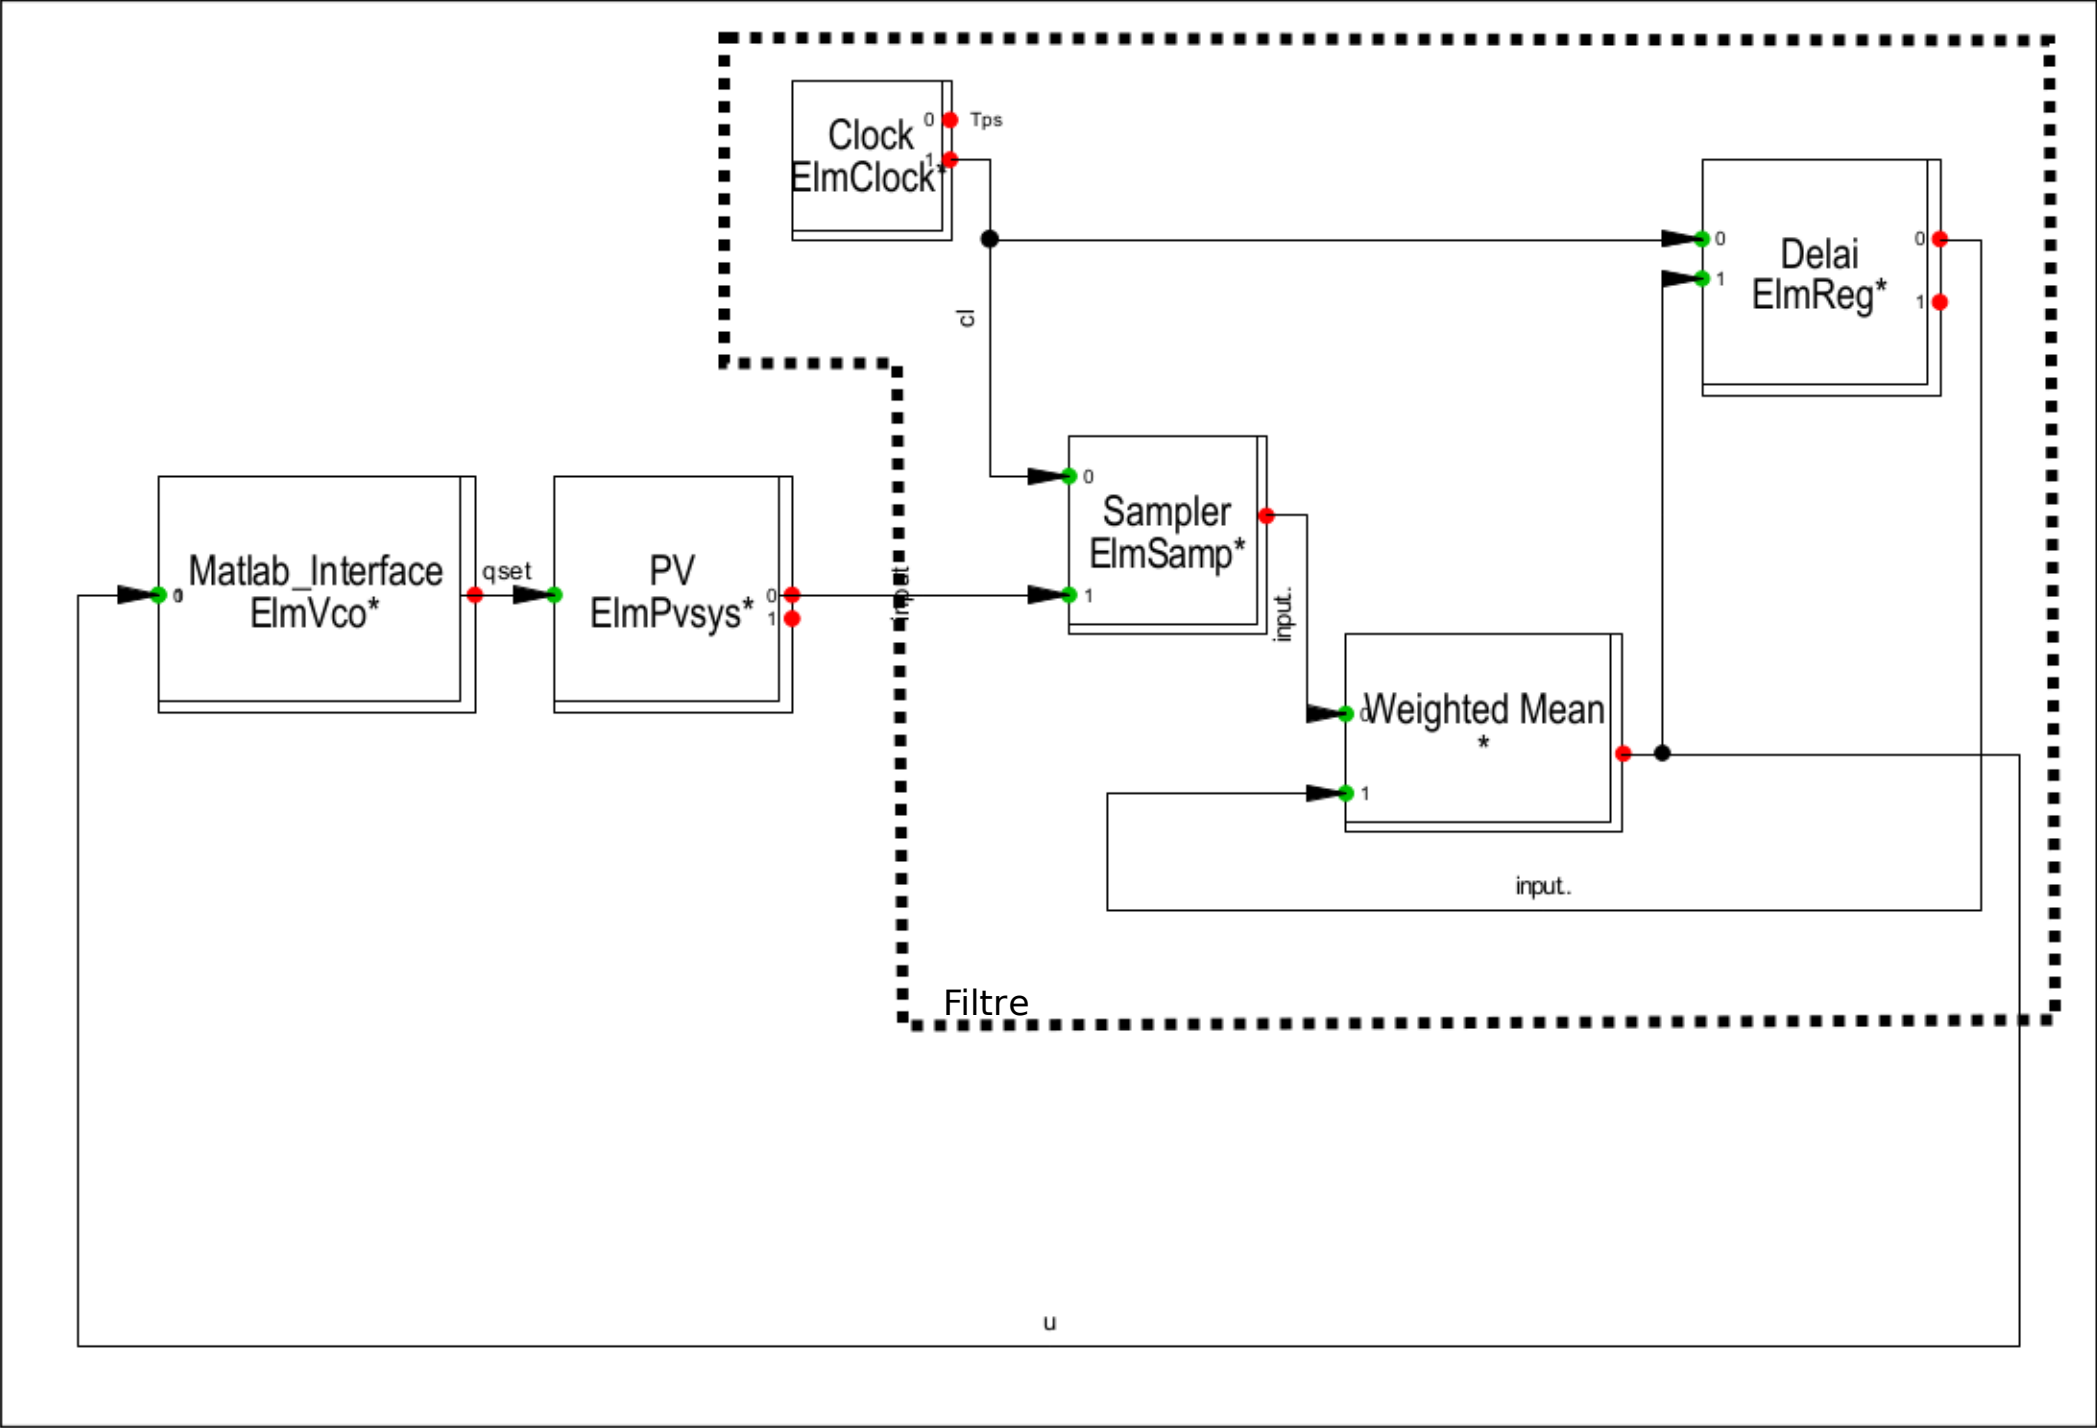 0 Tps
Clock
1
ElmClock*
cl
0
1
Delai
ElmReg*
0
1
0
Sampler
ElmSamp*
1
Matlab_Interface
ElmVco*
qset
PV
ElmPvsys*
0
1
input
input..
0
Weighted Mean
*
1
input..
Filtre
u